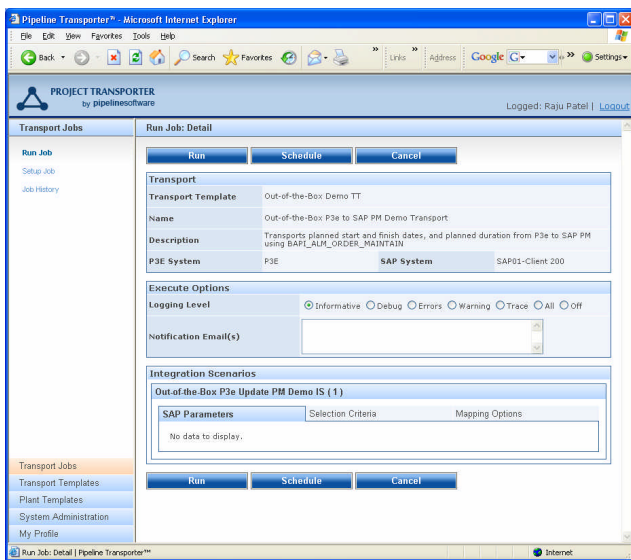 Pipeline Transporter™ - Microsoft Internet Explorer
File Edit View Favorites Tools Help
Back Search Favorites » Links » Address Google G » Settings
PROJECT TRANSPORTER
by pipelinesoftware
Logged: Raju Patel | Logout
Transport Jobs
Run Job: Detail
Run Job
Setup Job
Job History
Run Schedule Cancel
Transport
Transport Template Out-of-the-Box Demo TT
Name Out-of-the-Box P3e to SAP PM Demo Transport
Description Transports planned start and finish dates, and planned duration from P3e to SAP PM
using BAPI_ALM_ORDER_MAINTAIN
P3E System P3E SAP System SAP01-Client 200
Execute Options
Logging Level Informative Debug Errors Warning Trace All Off
Notification Email(s)
Integration Scenarios
Out-of-the-Box P3e Update PM Demo IS ( 1 )
SAP Parameters Selection Criteria Mapping Options
No data to display.
Run Schedule Cancel
Transport Jobs
Transport Templates
Plant Templates
System Administration
My Profile
Run Job: Detail | Pipeline Transporter™ Internet